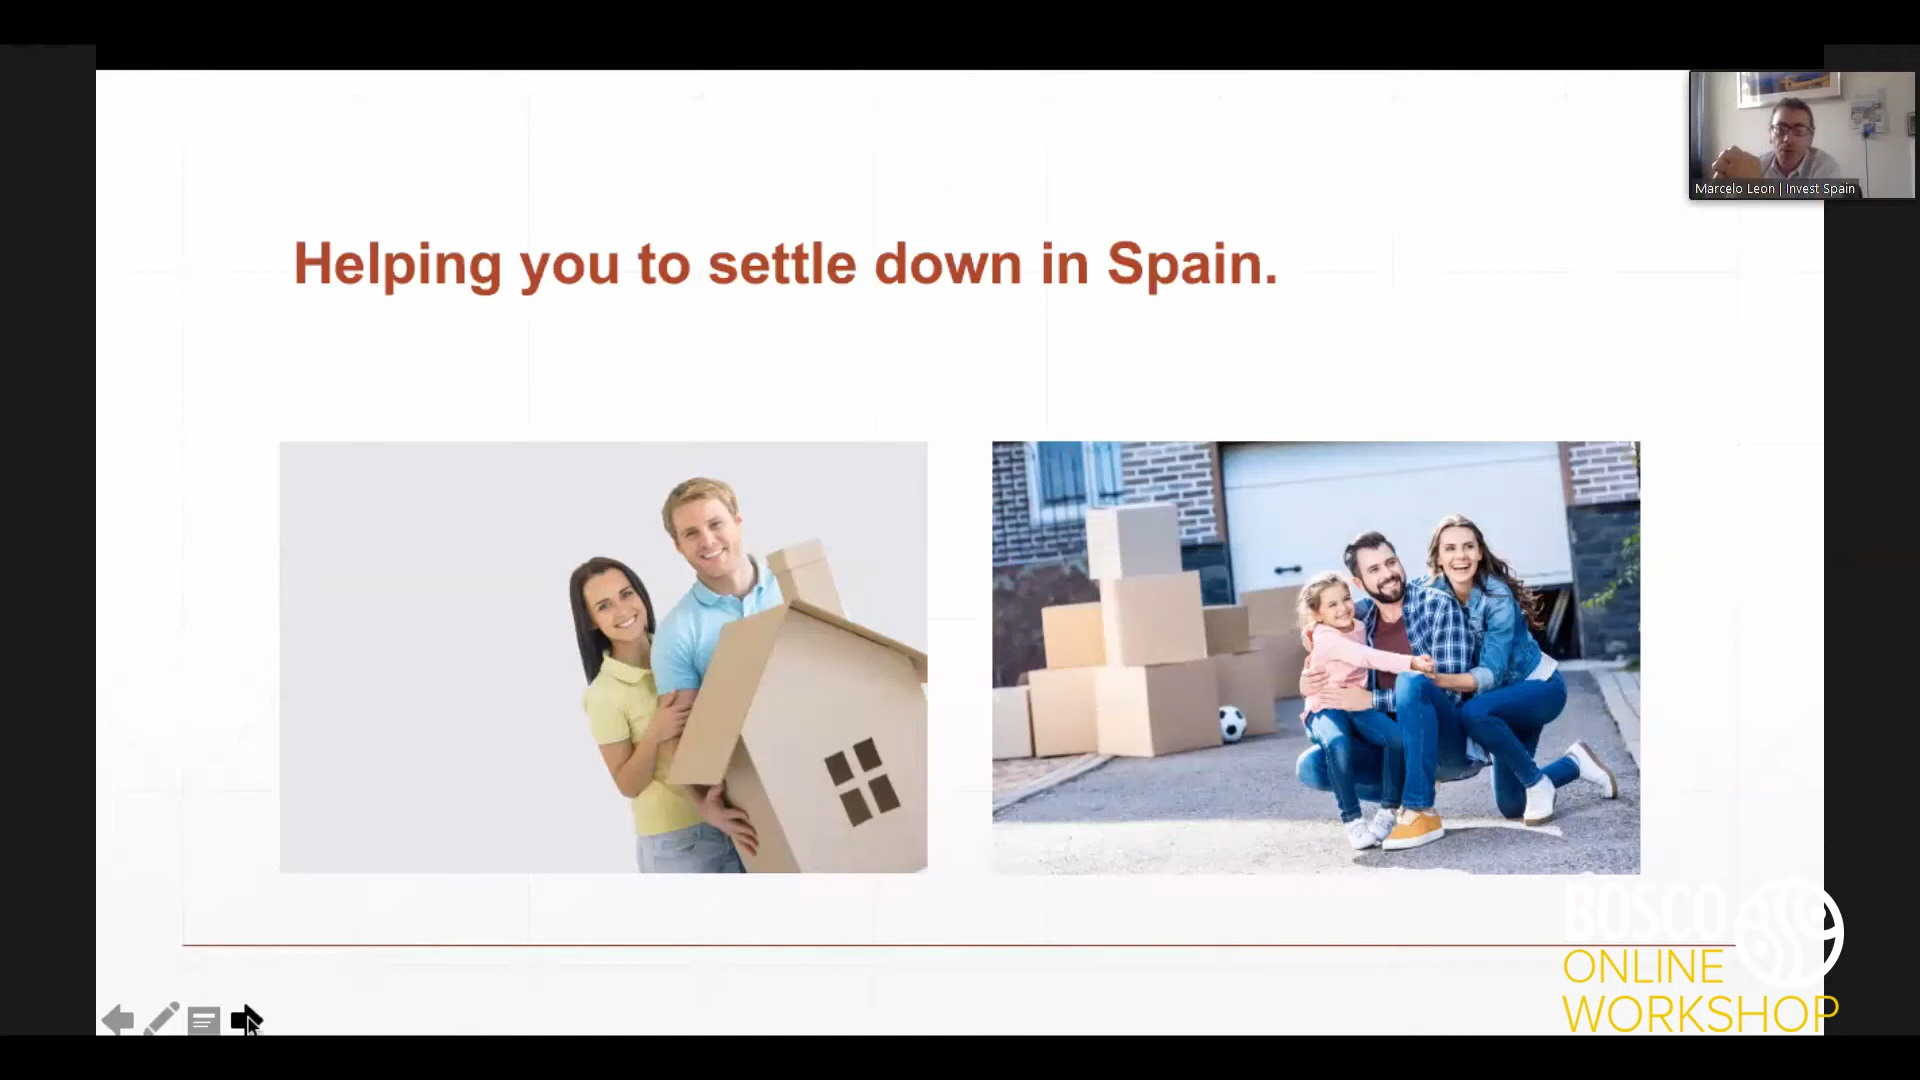 Marcelo Leon | Invest Spain
Helping you to settle down in Spain.
BOSCO
ONLINE
WORKSHOP